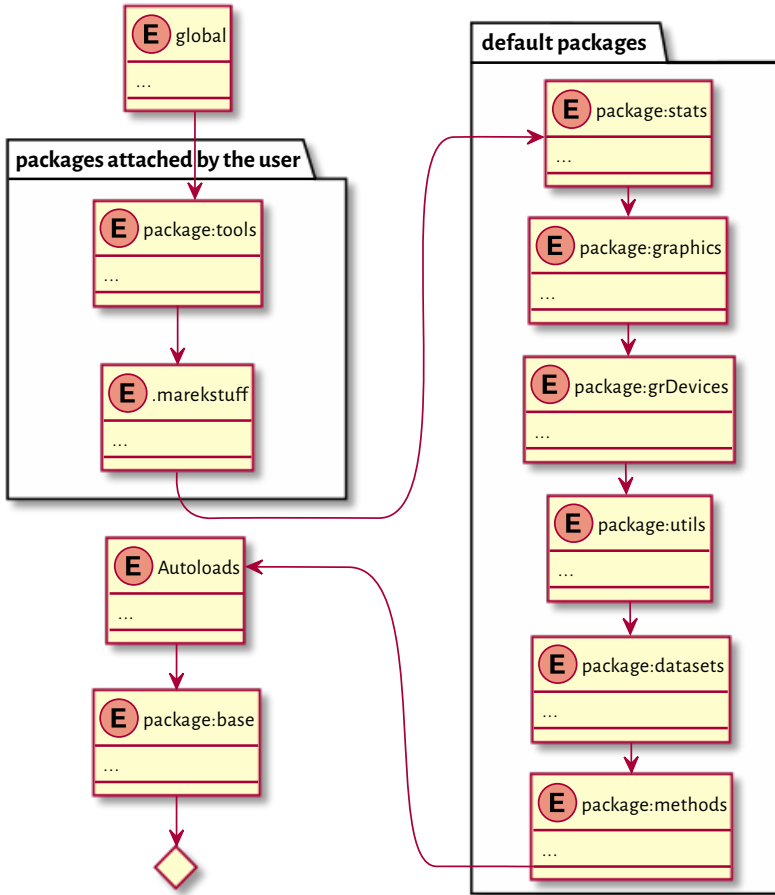 E global
...
packages attached by the user
E package:tools
...
E .marekstuff
...
default packages
E package:stats
...
E package:graphics
...
E package:grDevices
...
E package:utils
...
E package:datasets
...
E package:methods
...
E Autoloads
...
E package:base
...